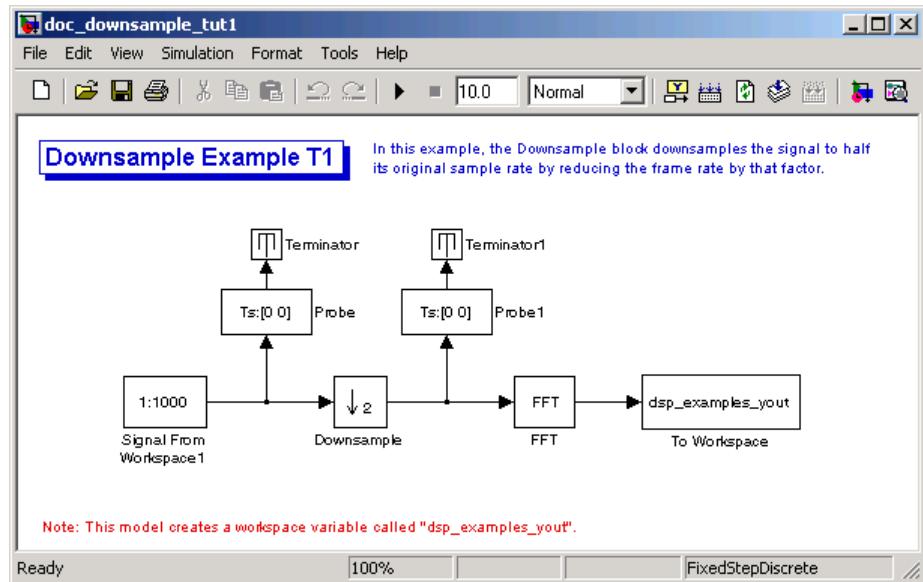 doc_downsample_tut1
File Edit View Simulation Format Tools Help
10.0 Normal
Downsample Example T1
In this example, the Downsample block downsamples the signal to half
its original sample rate by reducing the frame rate by that factor.
Terminator Terminator1
Ts:[0 0] Probe Ts:[0 0] Probe1
1:1000 2 FFT dsp_examples_yout
Signal From Downsample FFT To Workspace
Workspace1
Note: This model creates a workspace variable called "dsp_examples_yout".
Ready 100% FixedStepDiscrete